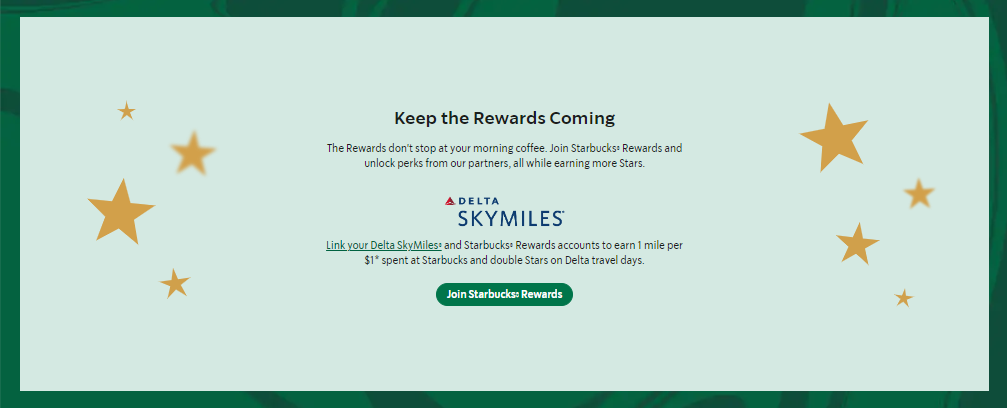 Keep the Rewards Coming
The Rewards don't stop at your morning coffee. Join Starbucks® Rewards and
unlock perks from our partners, all while earning more Stars.
DELTA
SKYMILES®
Link your Delta SkyMiles® and Starbucks® Rewards accounts to earn 1 mile per
$1* spent at Starbucks and double Stars on Delta travel days.
Join Starbucks® Rewards